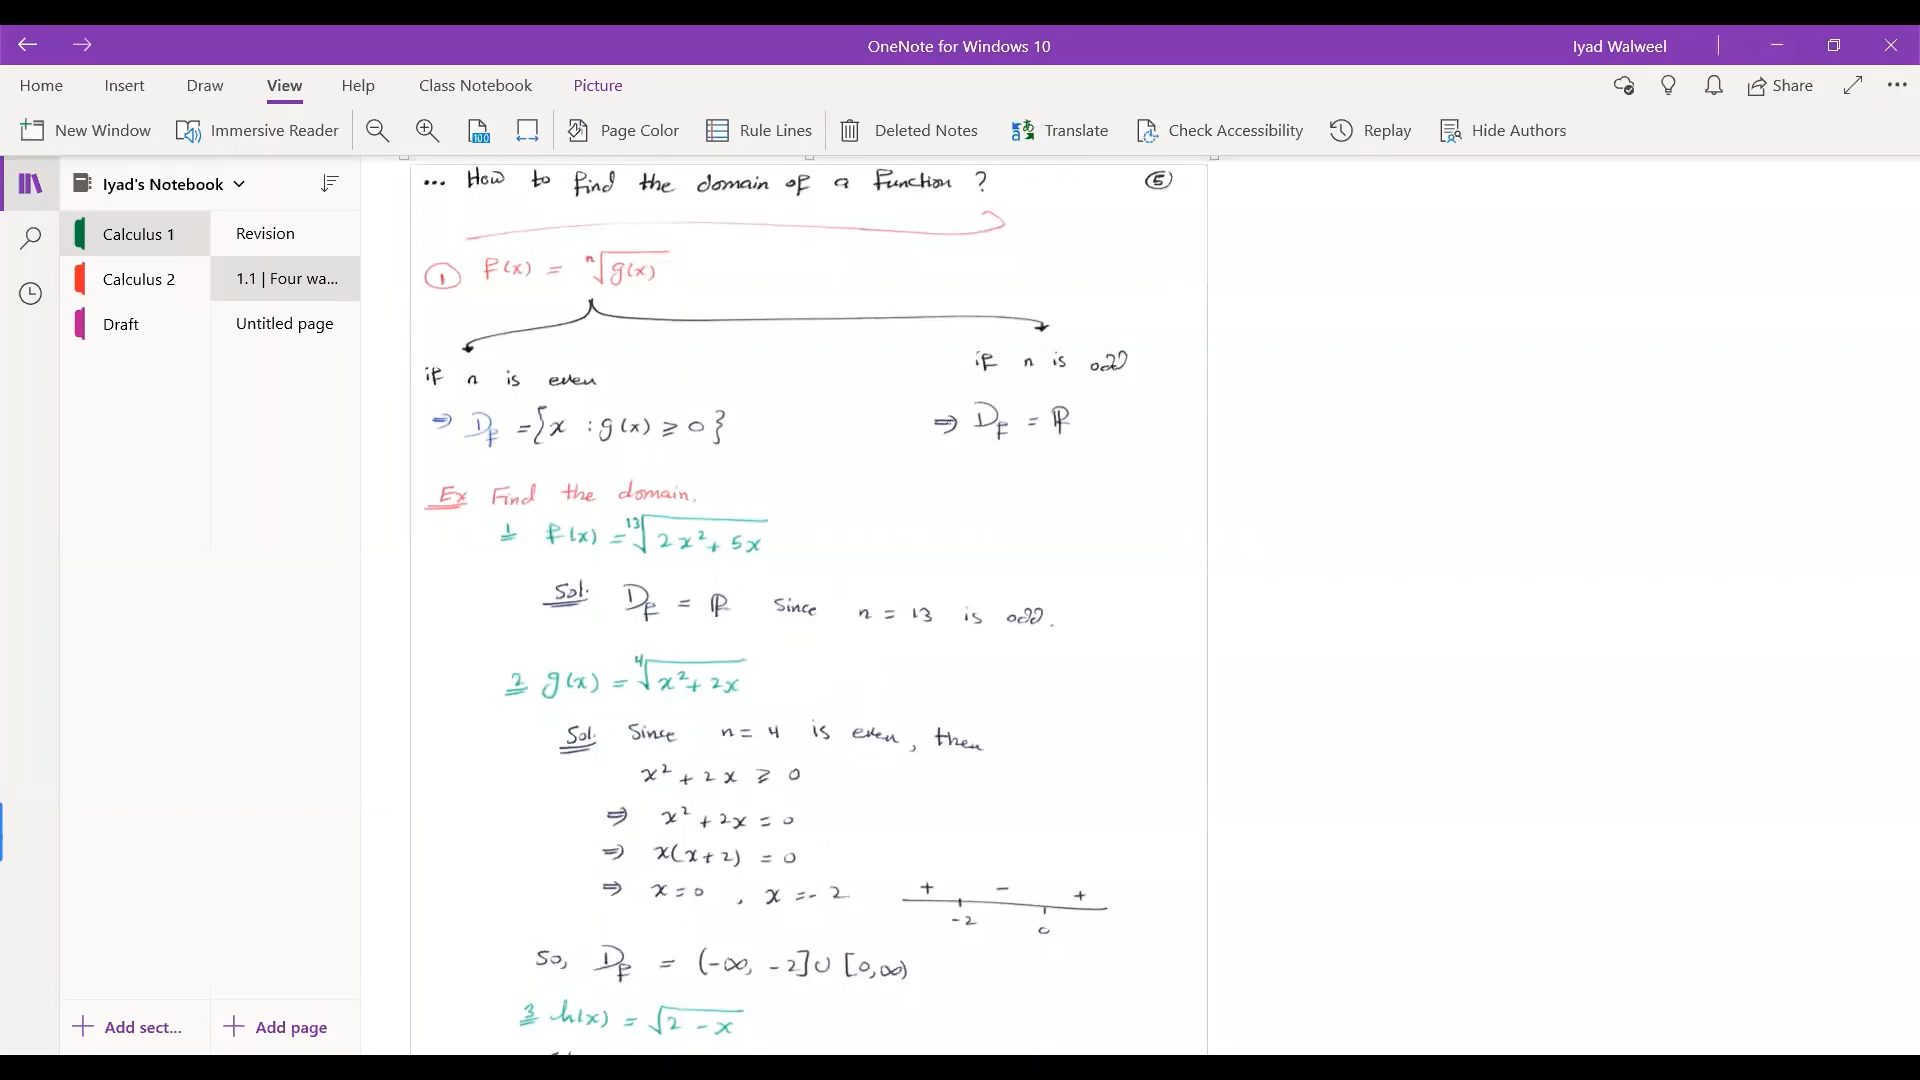 OneNote for Windows 10
Iyad Walweel
Home Insert Draw View Help Class Notebook Picture Share
New Window Immersive Reader 100 Page Color Rule Lines Deleted Notes Translate Check Accessibility Replay Hide Authors
Iyad's Notebook
Calculus 1
Calculus 2
Draft
Revision
1.1 | Four wa...
Untitled page
Add sect...
Add page
... How to find the domain of a function ? ⑤
① f(x) = ⁿ√g(x)
if n is even
if n is odd
⇒ D_f = {x : g(x) ≥ 0}
⇒ D_f = ℝ
Ex Find the domain.
1 f(x) = ¹³√2x² + 5x
Sol. D_f = ℝ since n = 13 is odd.
2 g(x) = ⁴√x² + 2x
Sol. Since n = 4 is even, then
x² + 2x ≥ 0
⇒ x² + 2x = 0
⇒ x(x+2) = 0
⇒ x = 0 , x = -2
+ - +
-2 0
So, D_f = (-∞, -2] ∪ [0, ∞)
3 h(x) = √2 - x